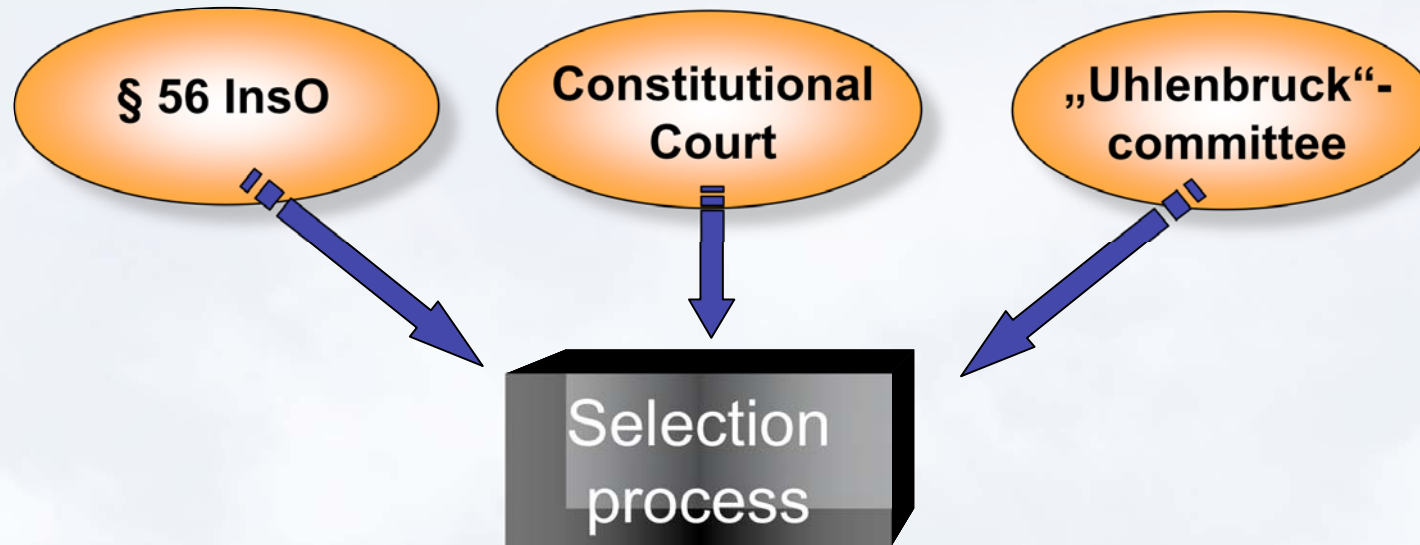 § 56 InsO
Constitutional
Court
„Uhlenbruck“-
committee
Selection
process